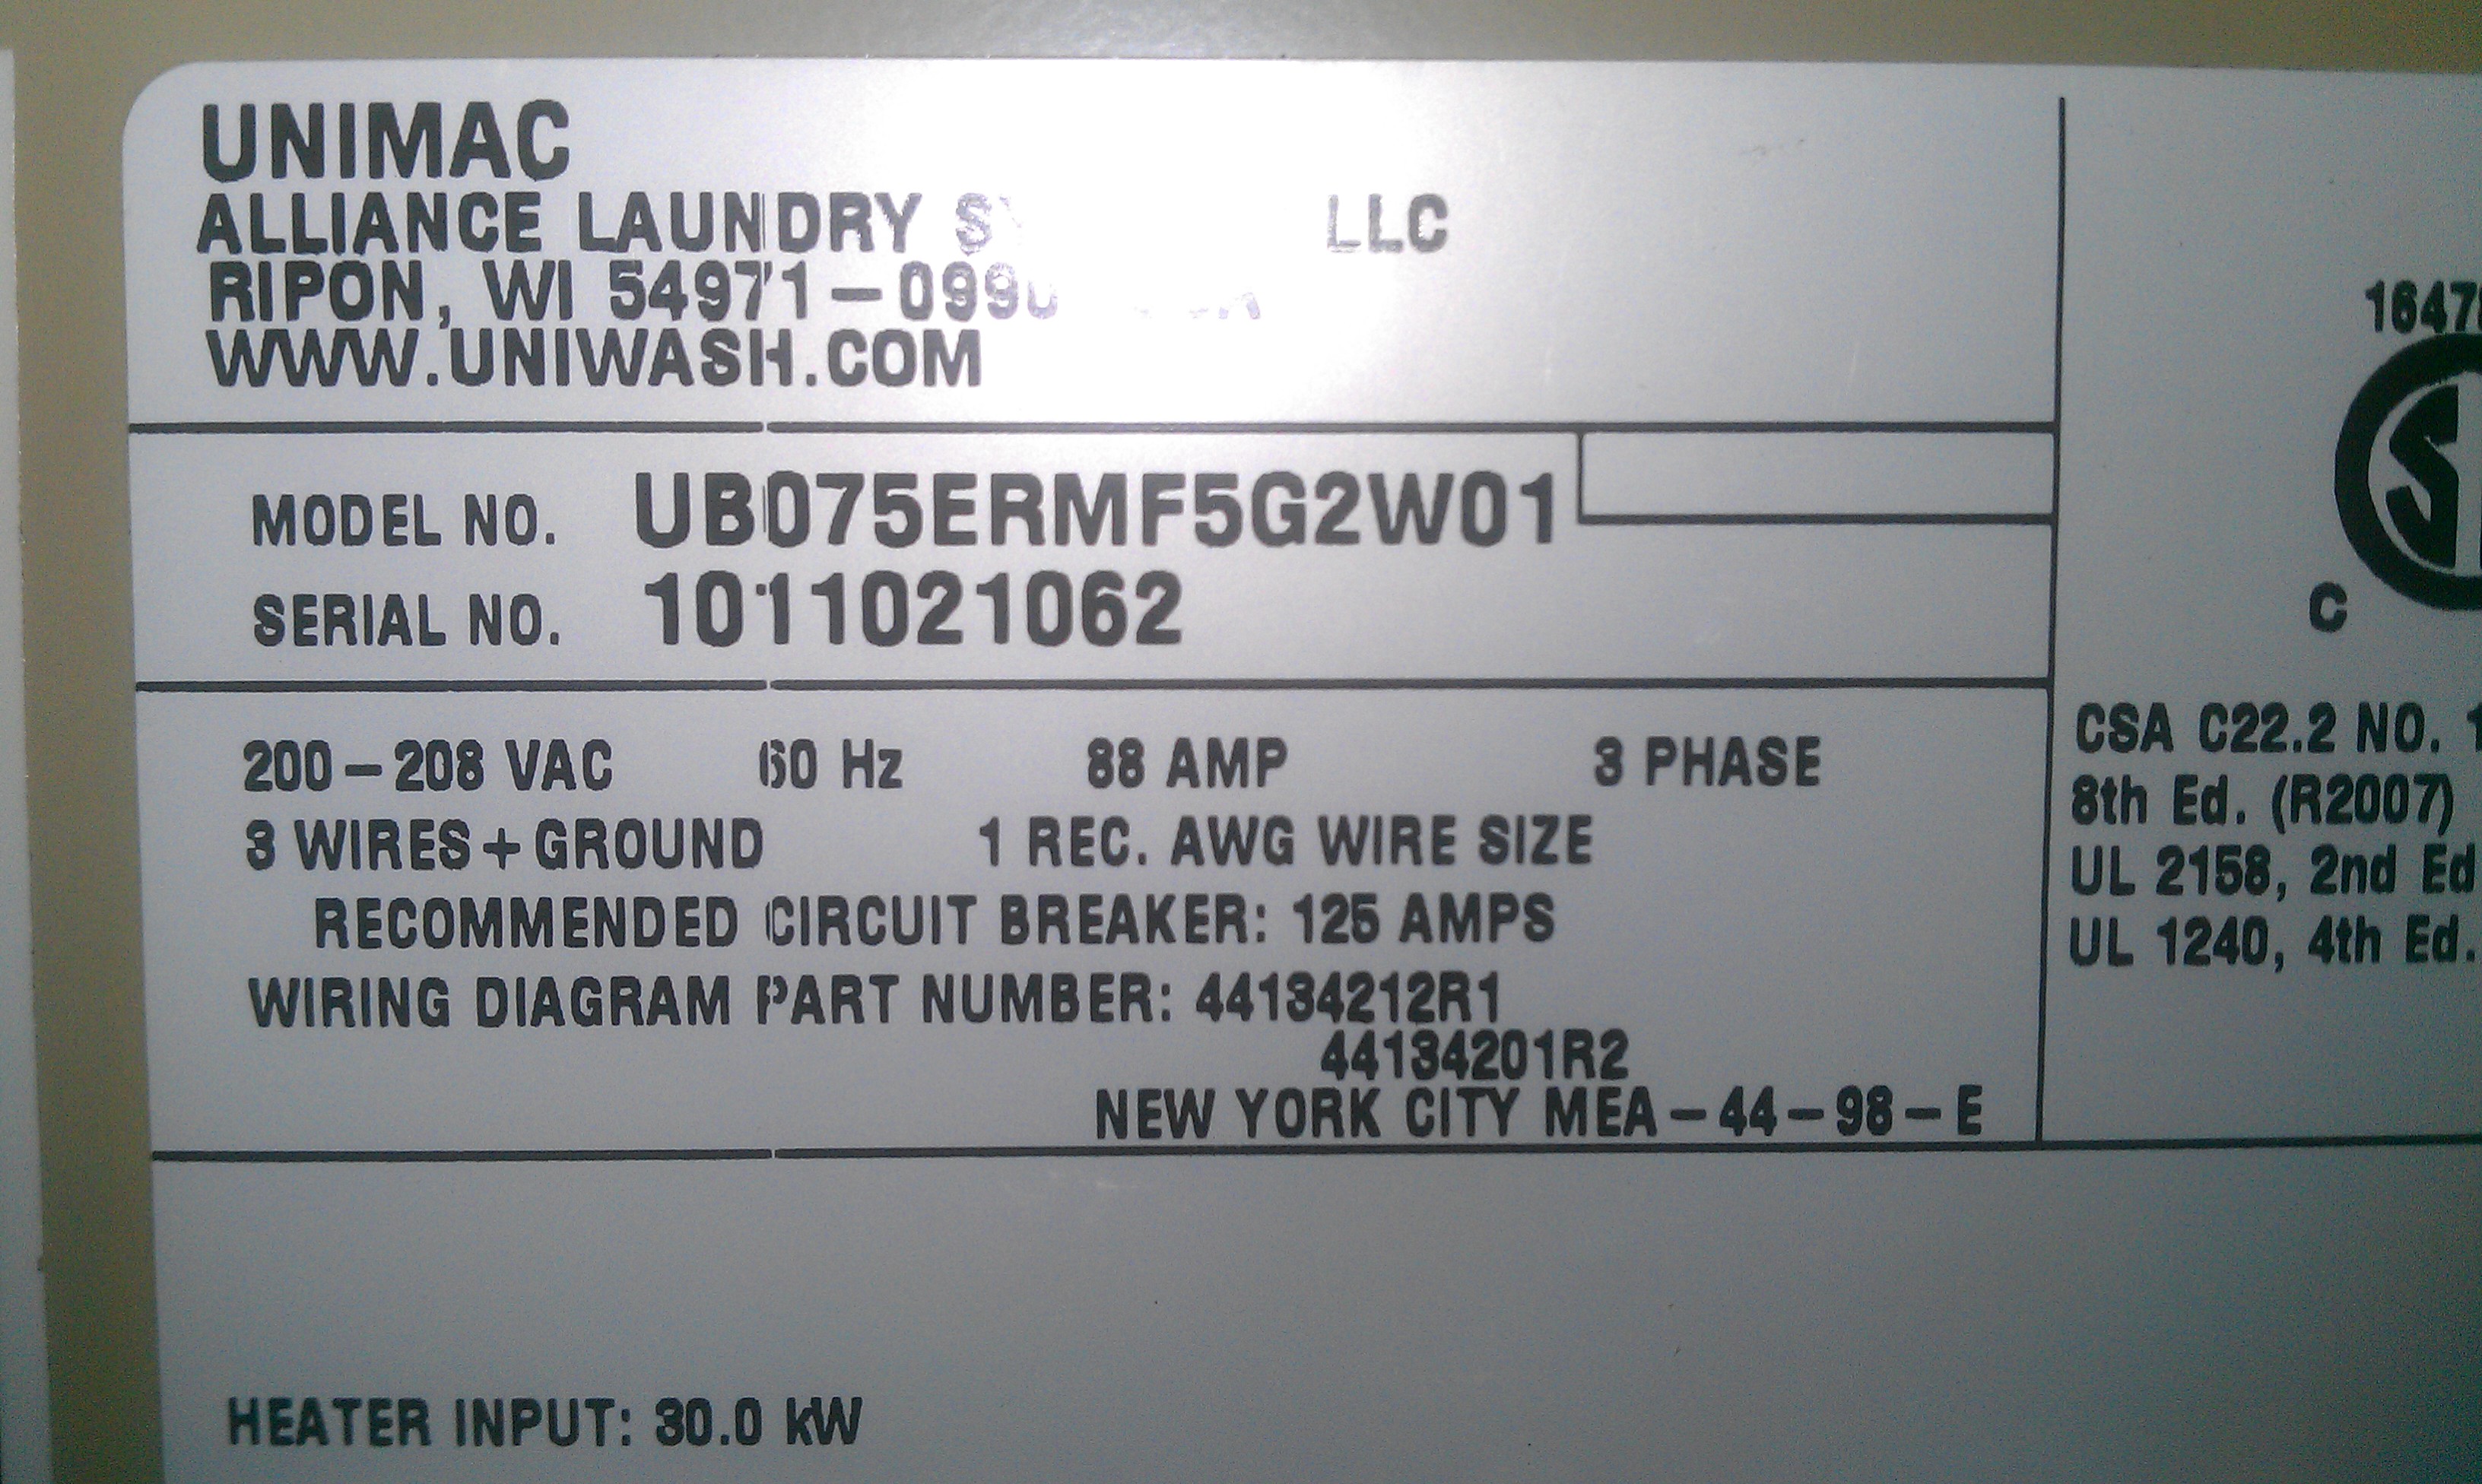 UNIMAC
ALLIANCE LAUNDRY LLC
RIPON, WI 54971-0990
WWW.UNIWASH.COM
MODEL NO. UB075ERMF5G2W01
SERIAL NO. 1011021062
200-208 VAC 60 Hz 88 AMP 3 PHASE
3 WIRES + GROUND 1 REC. AWG WIRE SIZE
RECOMMENDED CIRCUIT BREAKER: 125 AMPS
WIRING DIAGRAM PART NUMBER: 44134212R1
44134201R2
NEW YORK CITY MEA-44-98-E
HEATER INPUT: 30.0 kW
C
CSA C22.2 NO.
8th Ed. (R2007)
UL 2158, 2nd Ed
UL 1240, 4th Ed.